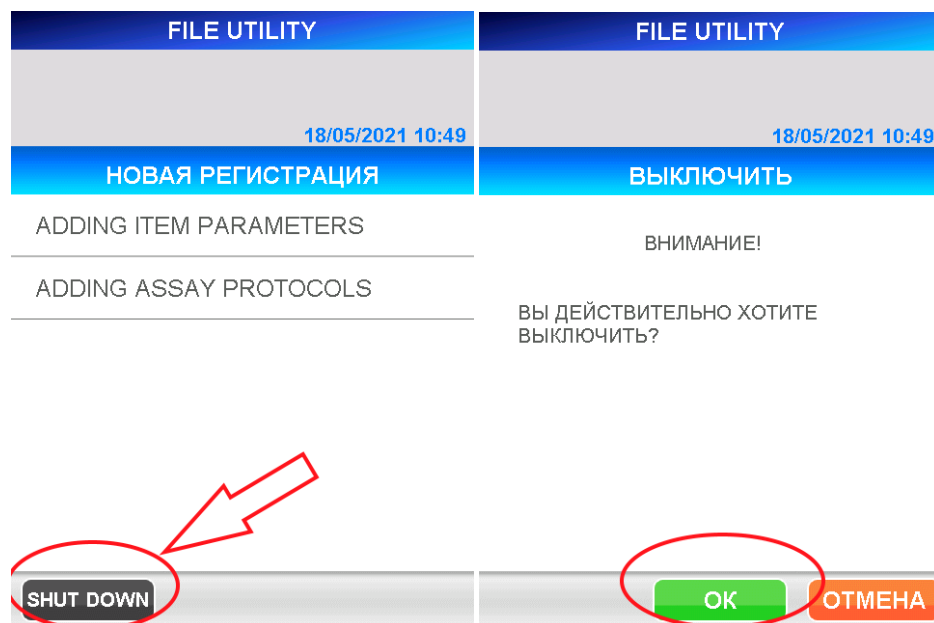 FILE UTILITY
18/05/2021 10:49
НОВАЯ РЕГИСТРАЦИЯ
ADDING ITEM PARAMETERS
ADDING ASSAY PROTOCOLS
SHUT DOWN
FILE UTILITY
18/05/2021 10:49
ВЫКЛЮЧИТЬ
ВНИМАНИЕ!
ВЫ ДЕЙСТВИТЕЛЬНО ХОТИТЕ
ВЫКЛЮЧИТЬ?
ОК
ОТМЕНА